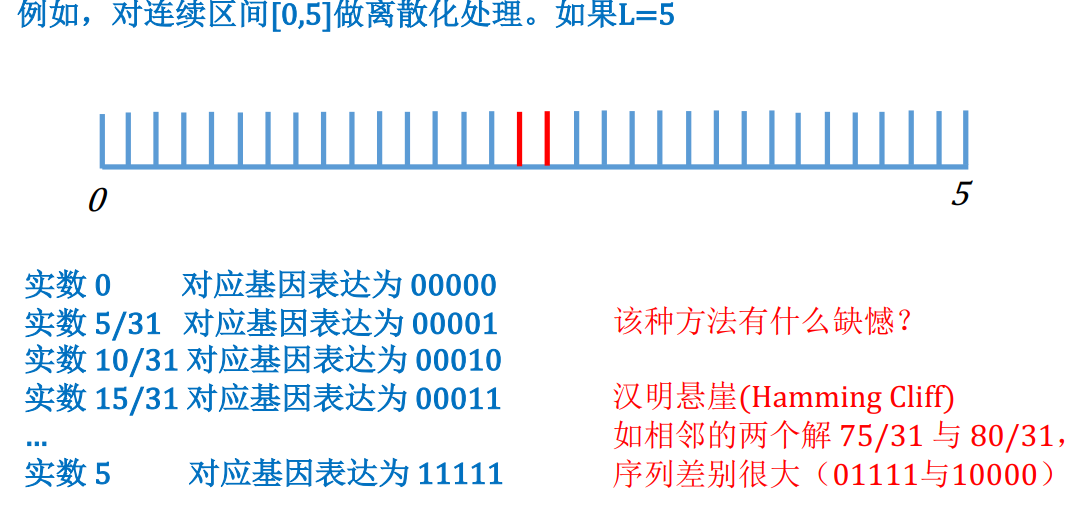 例如，对连续区间[0,5]做离散化处理。如果L=5
0
5
实数 0 对应基因表达为 00000
实数 5/31 对应基因表达为 00001
实数 10/31 对应基因表达为 00010
实数 15/31 对应基因表达为 00011
...
实数 5 对应基因表达为 11111
该种方法有什么缺憾？
汉明悬崖(Hamming Cliff)
如相邻的两个解 75/31 与 80/31，
序列差别很大（01111与10000）